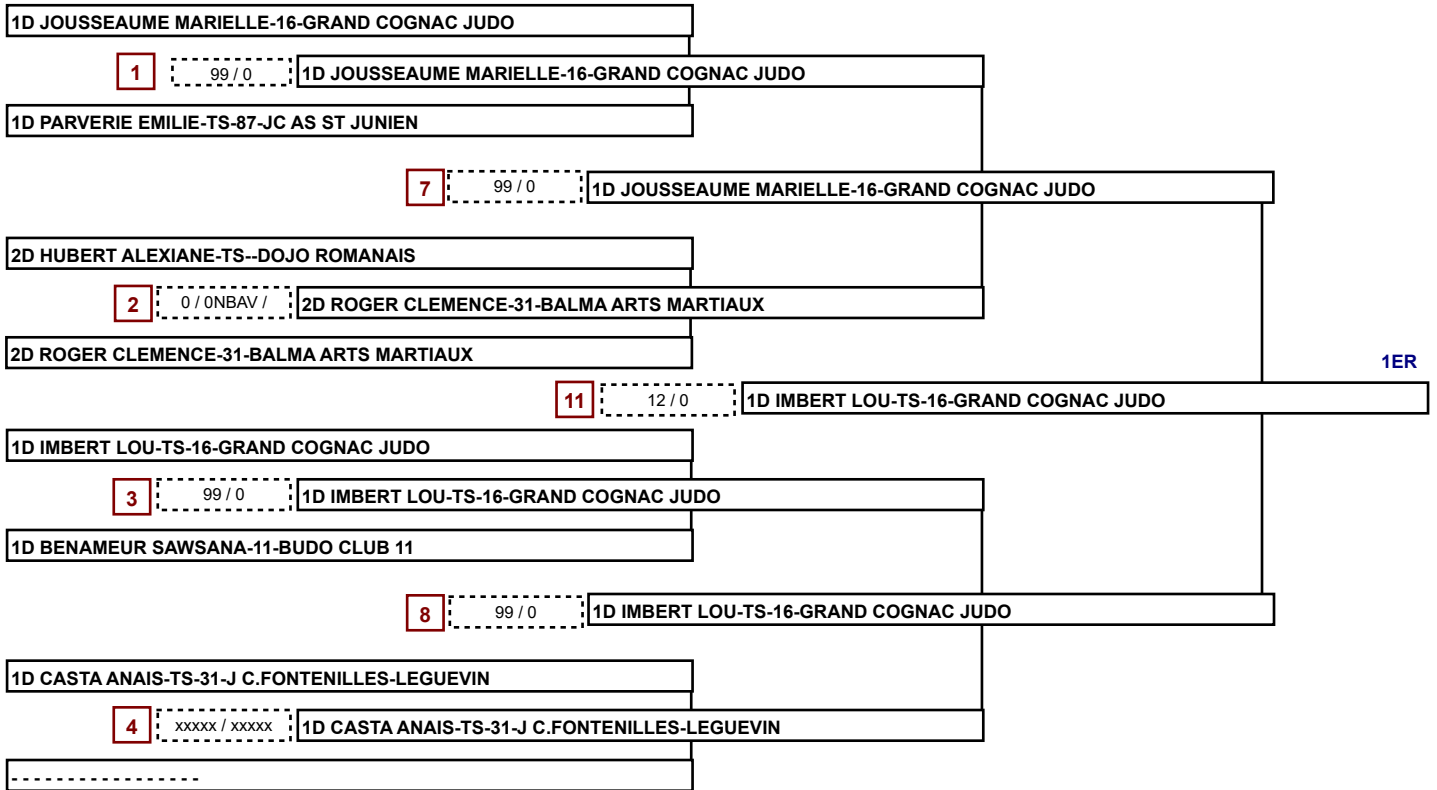 1D JOUSSEAUME MARIELLE-16-GRAND COGNAC JUDO
1 99 / 0 1D JOUSSEAUME MARIELLE-16-GRAND COGNAC JUDO
1D PARVERIE EMILIE-TS-87-JC AS ST JUNIEN
7 99 / 0 1D JOUSSEAUME MARIELLE-16-GRAND COGNAC JUDO
2D HUBERT ALEXIANE-TS--DOJO ROMANAIS
2 0 / 0NBAV / 2D ROGER CLEMENCE-31-BALMA ARTS MARTIAUX
2D ROGER CLEMENCE-31-BALMA ARTS MARTIAUX
1ER
11 12 / 0 1D IMBERT LOU-TS-16-GRAND COGNAC JUDO
1D IMBERT LOU-TS-16-GRAND COGNAC JUDO
3 99 / 0 1D IMBERT LOU-TS-16-GRAND COGNAC JUDO
1D BENAMEUR SAWSANA-11-BUDO CLUB 11
8 99 / 0 1D IMBERT LOU-TS-16-GRAND COGNAC JUDO
1D CASTA ANAIS-TS-31-J C.FONTENILLES-LEGUEVIN
4 xxxxx / xxxxx 1D CASTA ANAIS-TS-31-J C.FONTENILLES-LEGUEVIN
- - - - - - - - - - - - - - - - -